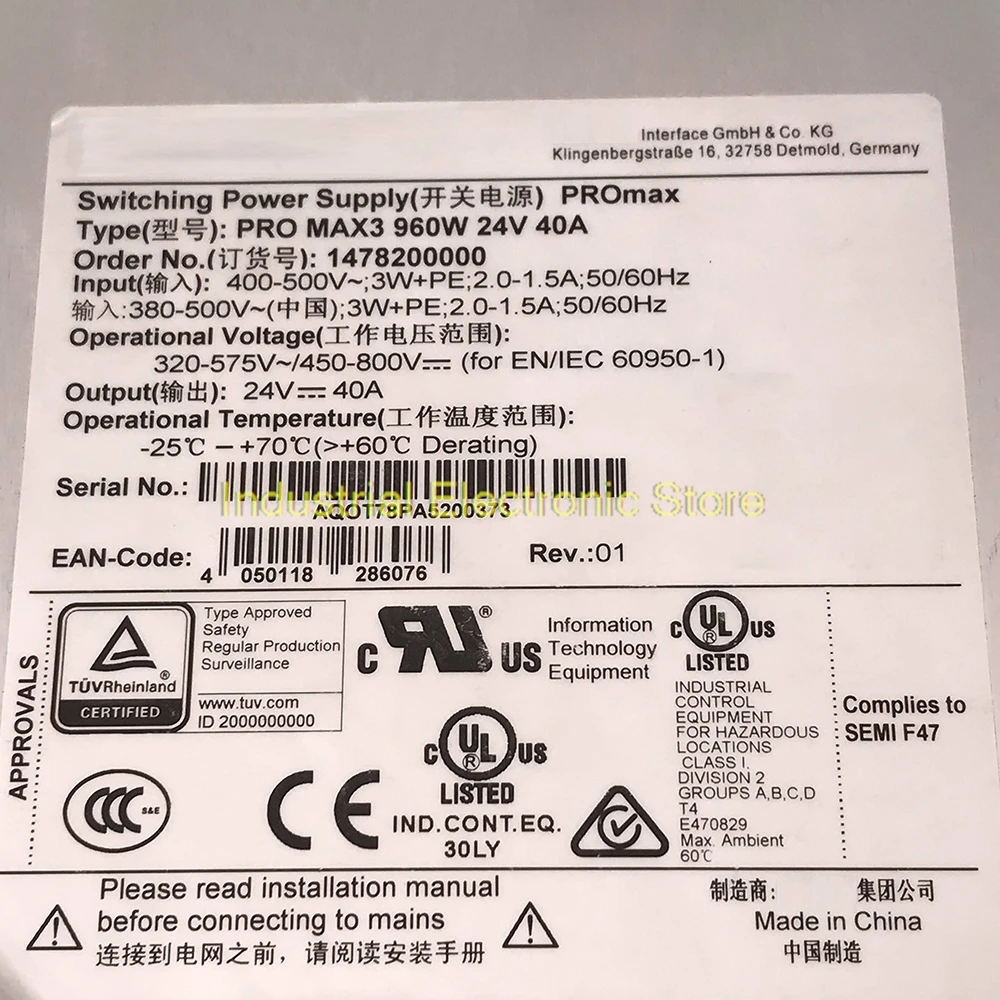 Interface GmbH & Co. KG
Klingenbergstraße 16, 32758 Detmold, Germany
Switching Power Supply(开关电源) PROmax
Type(型号): PRO MAX3 960W 24V 40A
Order No.(订货号): 1478200000
Input(输入): 400-500V~;3W+PE;2.0-1.5A;50/60Hz
输入:380-500V~(中国);3W+PE;2.0-1.5A;50/60Hz
Operational Voltage(工作电压范围):
320-575V~/450-800V⎓ (for EN/IEC 60950-1)
Output(输出): 24V⎓ 40A
Operational Temperature(工作温度范围):
-25℃ – +70℃(>+60℃ Derating)
Serial No.:
Industrial Electronic Store
AQOT78PA5200373
EAN-Code:
4 050118 286076
Rev.:01
APPROVALS
TÜVRheinland®
CERTIFIED
Type Approved
Safety
Regular Production
Surveillance
www.tuv.com
ID 2000000000
c RU® US
Information
Technology
Equipment
c UL® US
LISTED
INDUSTRIAL
CONTROL
EQUIPMENT
FOR HAZARDOUS
LOCATIONS
CLASS I,
DIVISION 2
GROUPS A,B,C,D
T4
E470829
Max. Ambient
60℃
Complies to
SEMI F47
CCC S&E
CE
c UL® US
LISTED
IND.CONT.EQ.
30LY
Please read installation manual
before connecting to mains
连接到电网之前，请阅读安装手册
制造商: 集团公司
Made in China
中国制造